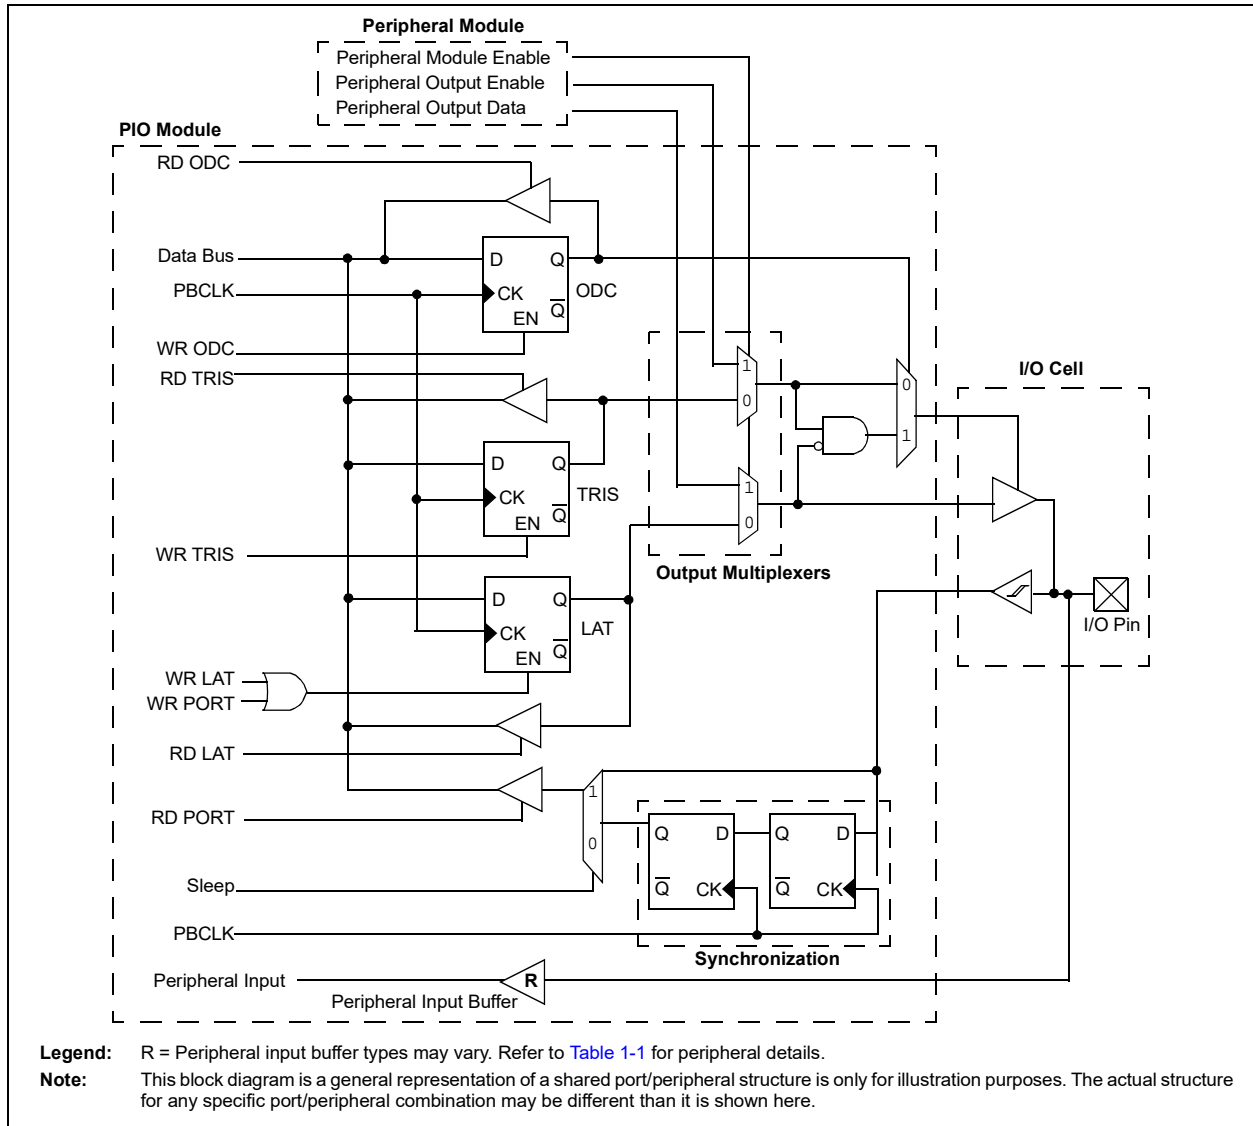 Peripheral Module
Peripheral Module Enable
Peripheral Output Enable
Peripheral Output Data
PIO Module
RD ODC
Data Bus
D Q
PBCLK
CK
ODC
Q
EN
WR ODC
RD TRIS
1
0
I/O Cell
0
1
D Q
TRIS
CK
Q
EN
1
0
WR TRIS
Output Multiplexers
D Q
LAT
CK
Q
EN
I/O Pin
WR LAT
WR PORT
RD LAT
1
RD PORT
0
Q D Q D
Q CK Q CK
Sleep
PBCLK
Synchronization
Peripheral Input
R
Peripheral Input Buffer
Legend: R = Peripheral input buffer types may vary. Refer to Table 1-1 for peripheral details.
Note: This block diagram is a general representation of a shared port/peripheral structure is only for illustration purposes. The actual structure
for any specific port/peripheral combination may be different than it is shown here.